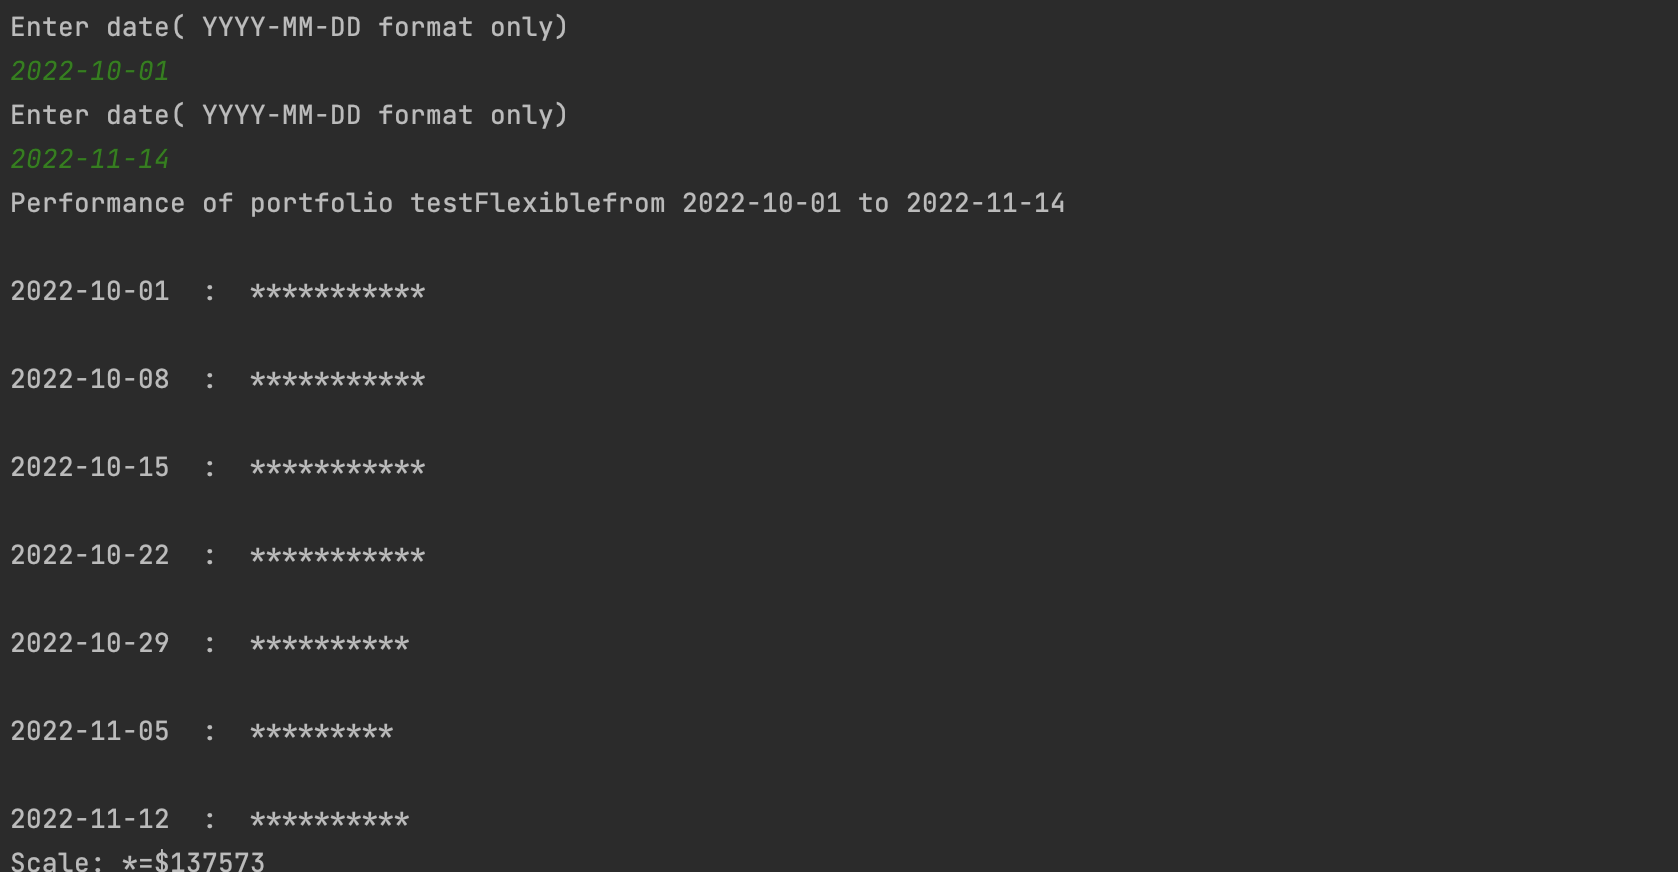 Enter date( YYYY-MM-DD format only)
2022-10-01
Enter date( YYYY-MM-DD format only)
2022-11-14
Performance of portfolio testFlexiblefrom 2022-10-01 to 2022-11-14
2022-10-01  :  ***********
2022-10-08  :  ***********
2022-10-15  :  ***********
2022-10-22  :  ***********
2022-10-29  :  **********
2022-11-05  :  *********
2022-11-12  :  **********
Scale: *=$137573